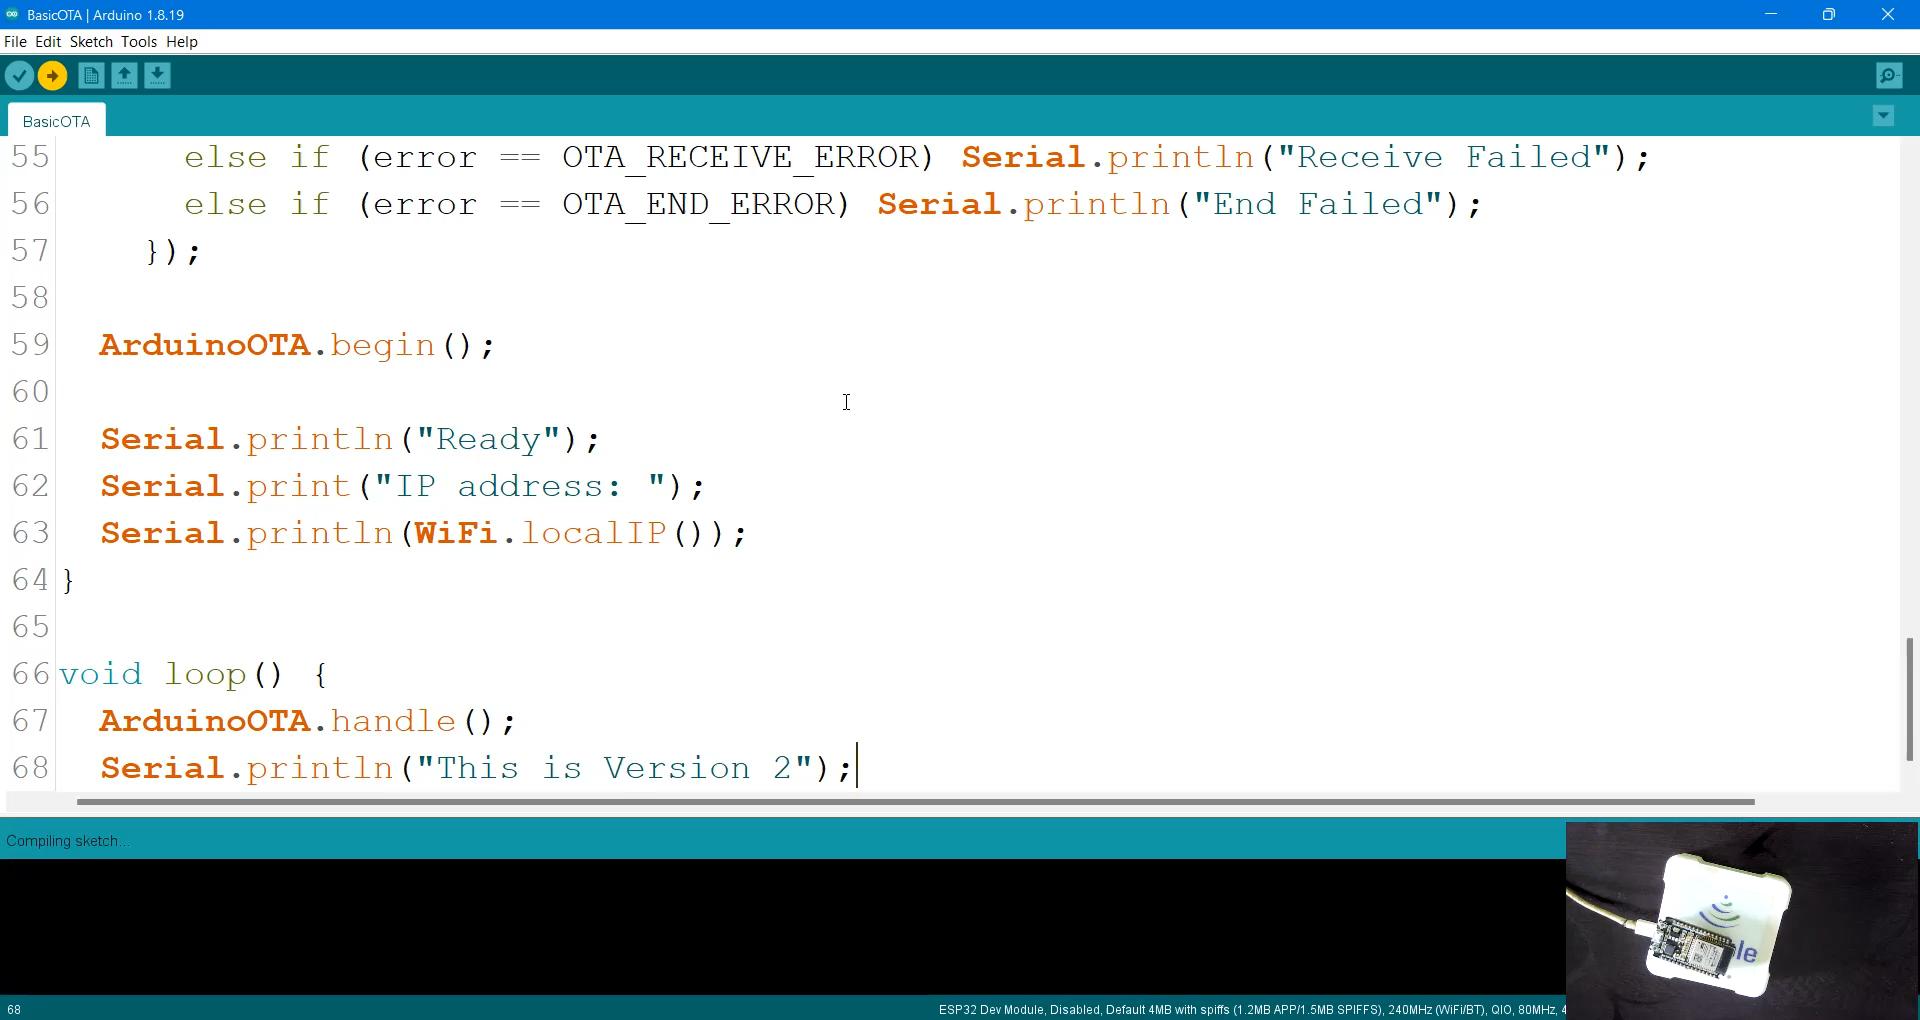 BasicOTA | Arduino 1.8.19
File Edit Sketch Tools Help
BasicOTA
55 else if (error == OTA_RECEIVE_ERROR) Serial.println("Receive Failed");
56 else if (error == OTA_END_ERROR) Serial.println("End Failed");
57 });
58
59 ArduinoOTA.begin();
60
61 Serial.println("Ready");
62 Serial.print("IP address: ");
63 Serial.println(WiFi.localIP());
64 }
65
66 void loop() {
67 ArduinoOTA.handle();
68 Serial.println("This is Version 2");
Compiling sketch...
le
68 ESP32 Dev Module, Disabled, Default 4MB with spiffs (1.2MB APP/1.5MB SPIFFS), 240MHz (WiFi/BT), QIO, 80MHz, 4